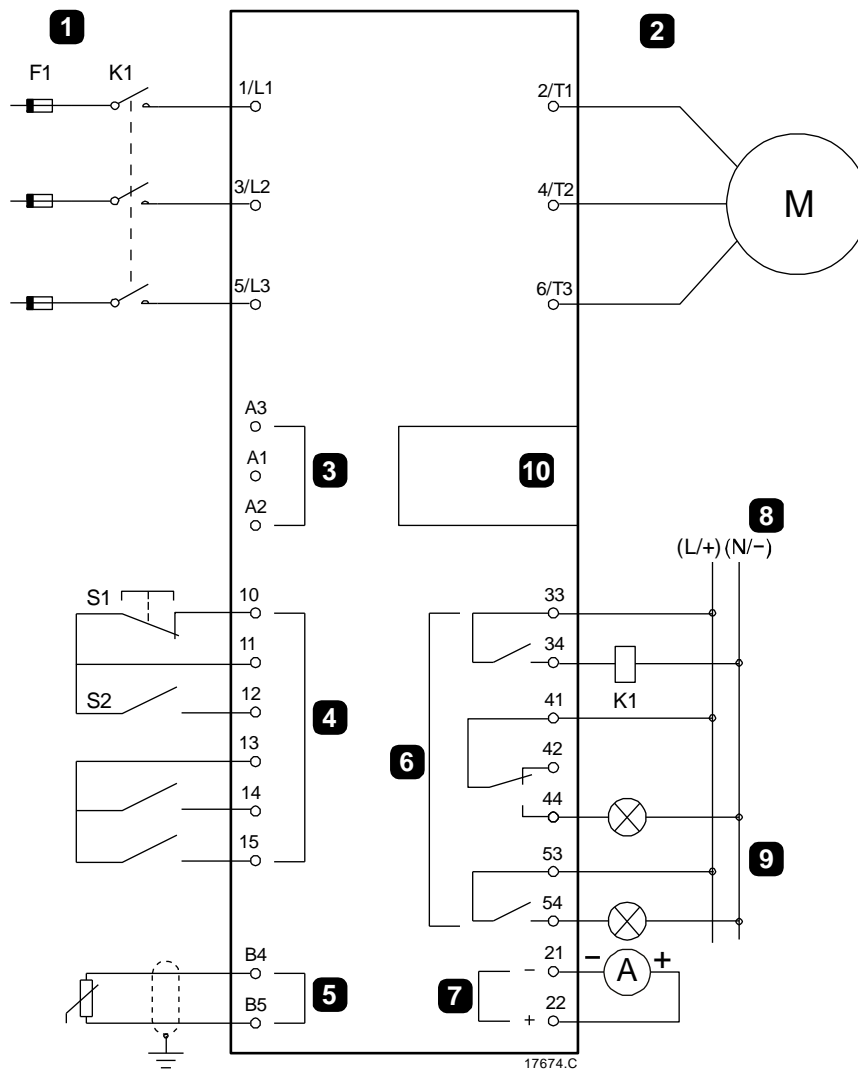 1
2
F1 K1
1/L1
2/T1
3/L2
4/T2
M
5/L3
6/T3
A3
A1
A2
3
10
8
(L/+) (N/−)
S1
10
11
S2
12
13
14
15
4
33
34
K1
41
42
44
6
53
54
9
B4
B5
5
7
− 21 − A +
+ 22
17674.C